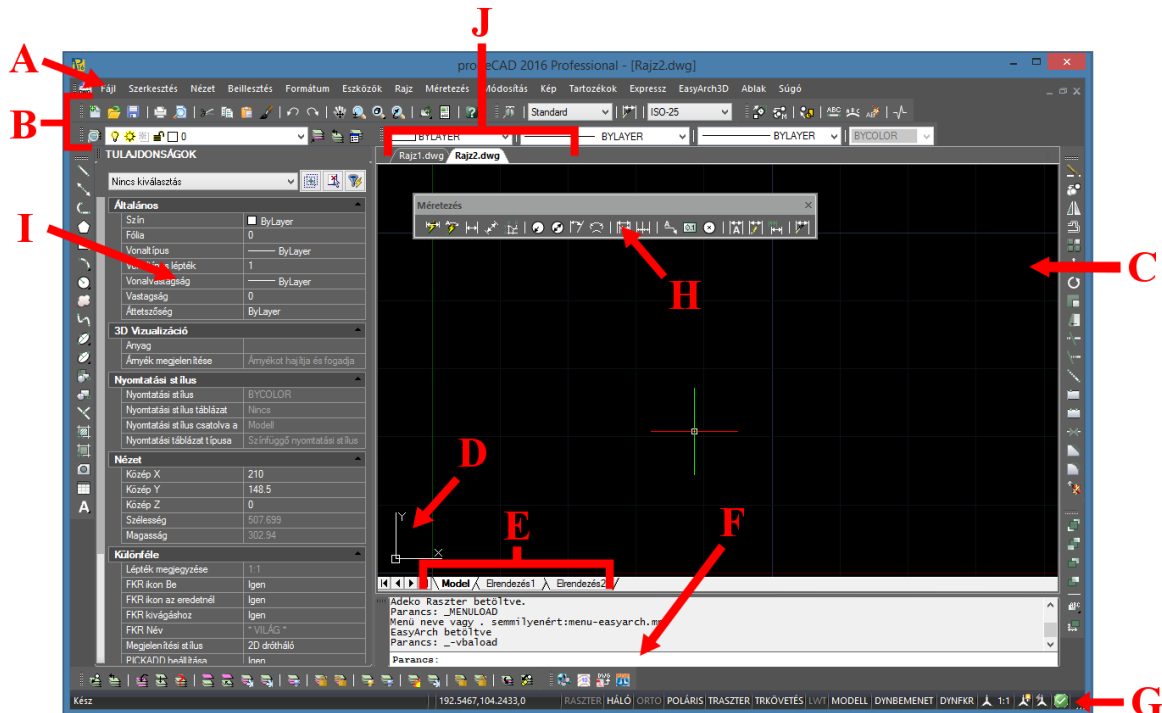 J
progeCAD 2016 Professional - [Rajz2.dwg]
A
Fájl Szerkesztés Nézet Beillesztés Formátum Eszközök Rajz Méretezés Módosítás Kép Tartozékok Expressz EasyArch3D Ablak Súgó
B
Standard ISO-25
0 BYLAYER BYLAYER BYLAYER BYCOLOR
TULAJDONSÁGOK
Rajz1.dwg Rajz2.dwg
Nincs kiválasztás
Méretezés
Általános
Szín ByLayer
Fólia 0
Vonaltípus ByLayer
Vonaltípus lépték 1
Vonalvastagság ByLayer
Vastagság 0
Áttetszőség ByLayer
I
H
C
3D Vizualizáció
Anyag
Árnyék megjelenítése Árnyékot hajítja és fogadja
Nyomtatási stílus
Nyomtatási stílus BYCOLOR
Nyomtatási stílus táblázat Nincs
Nyomtatási stílus csatolva a Modell
Nyomtatási táblázat típusa Színfüggő nyomtatási stílus
Nézet
Közép X 210
Közép Y 148.5
Közép Z 0
Szélesség 507.699
Magasság 302.94
D
Y
X
E
F
Különféle
Lépték megjegyzése 1:1
FKR ikon Be Igen
FKR ikon az eredetnél Igen
FKR kivágáshoz Igen
FKR Név * VILÁG *
Megjelenítési stílus 2D drótháló
PICKADD beállítása Igen
Model Elrendezés1 Elrendezés2
Adeko Raszter betöltve.
Parancs: _MENULOAD
Menü neve vagy . semmilyenért:menu-easyarch.mn
EasyArch betöltve
Parancs: _-vbaload
Parancs:
Kész 192.5467,104.2433,0 RASZTER HÁLÓ ORTO POLÁRIS TRASZTER TRKÖVETÉS LWT MODELL DYNBEMENET DYNFKR 1:1
G